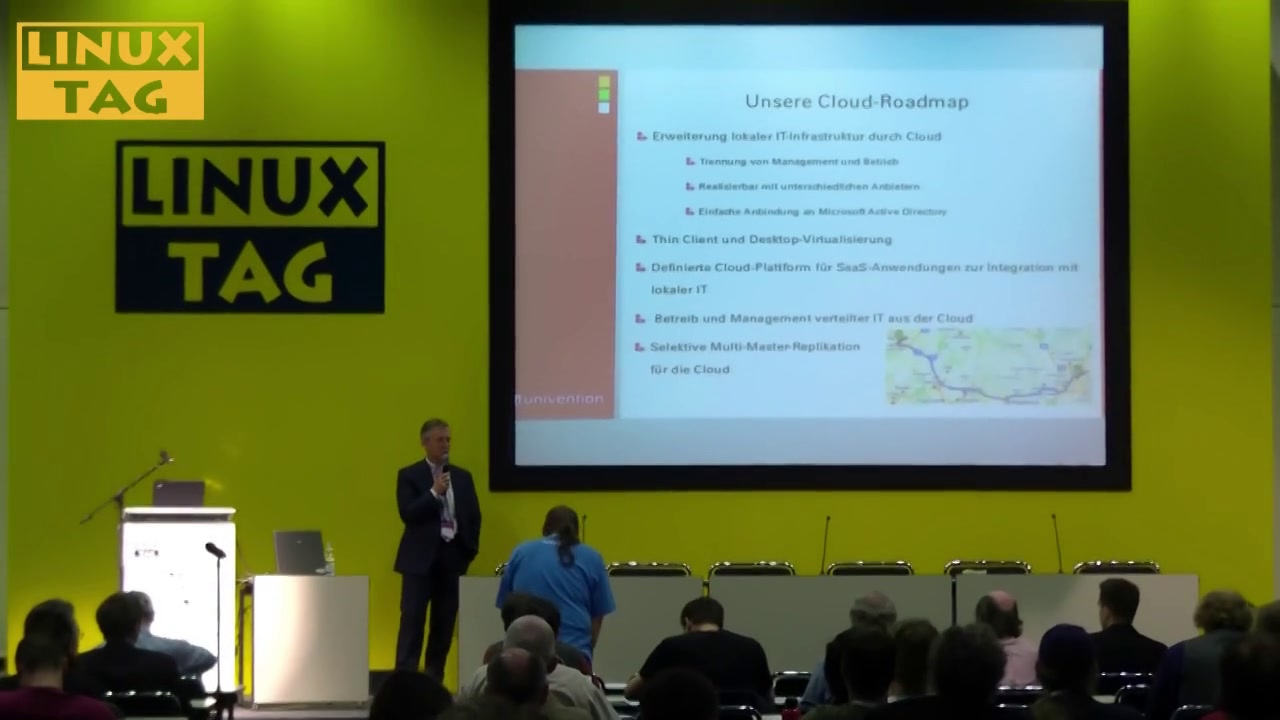 LINUX
TAG
LINUX
TAG
Unsere Cloud-Roadmap
Erweiterung lokaler IT-Infrastruktur durch Cloud
Trennung von Management und Betrieb
Realisierbar mit unterschiedlichen Anbietern
Einfache Anbindung an Microsoft Active Directory
Thin Client und Desktop-Virtualisierung
Definierte Cloud-Plattform für SaaS-Anwendungen zur Integration mit
lokaler IT
Betreib und Management verteilter IT aus der Cloud
Selektive Multi-Master-Replikation
für die Cloud
univention